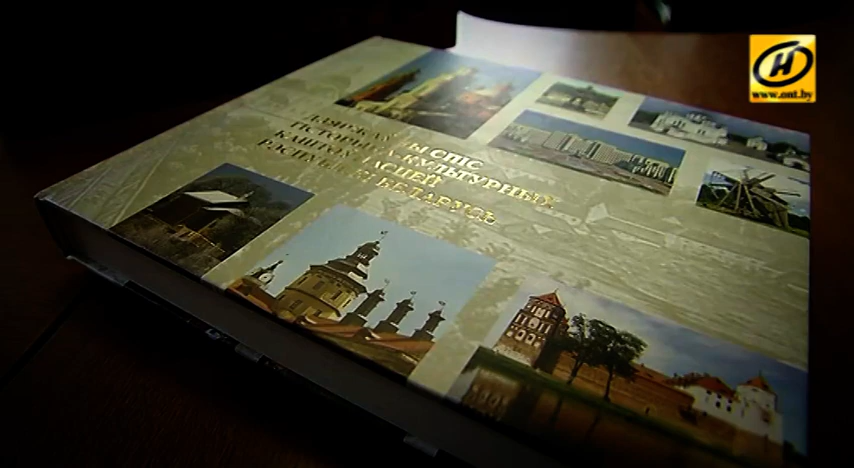 ДЗЯРЖАЎНЫ СПІС
ГІСТОРЫКА-КУЛЬТУРНЫХ
КАШТОЎНАСЦЕЙ
РЭСПУБЛІКІ БЕЛАРУСЬ
www.ont.by